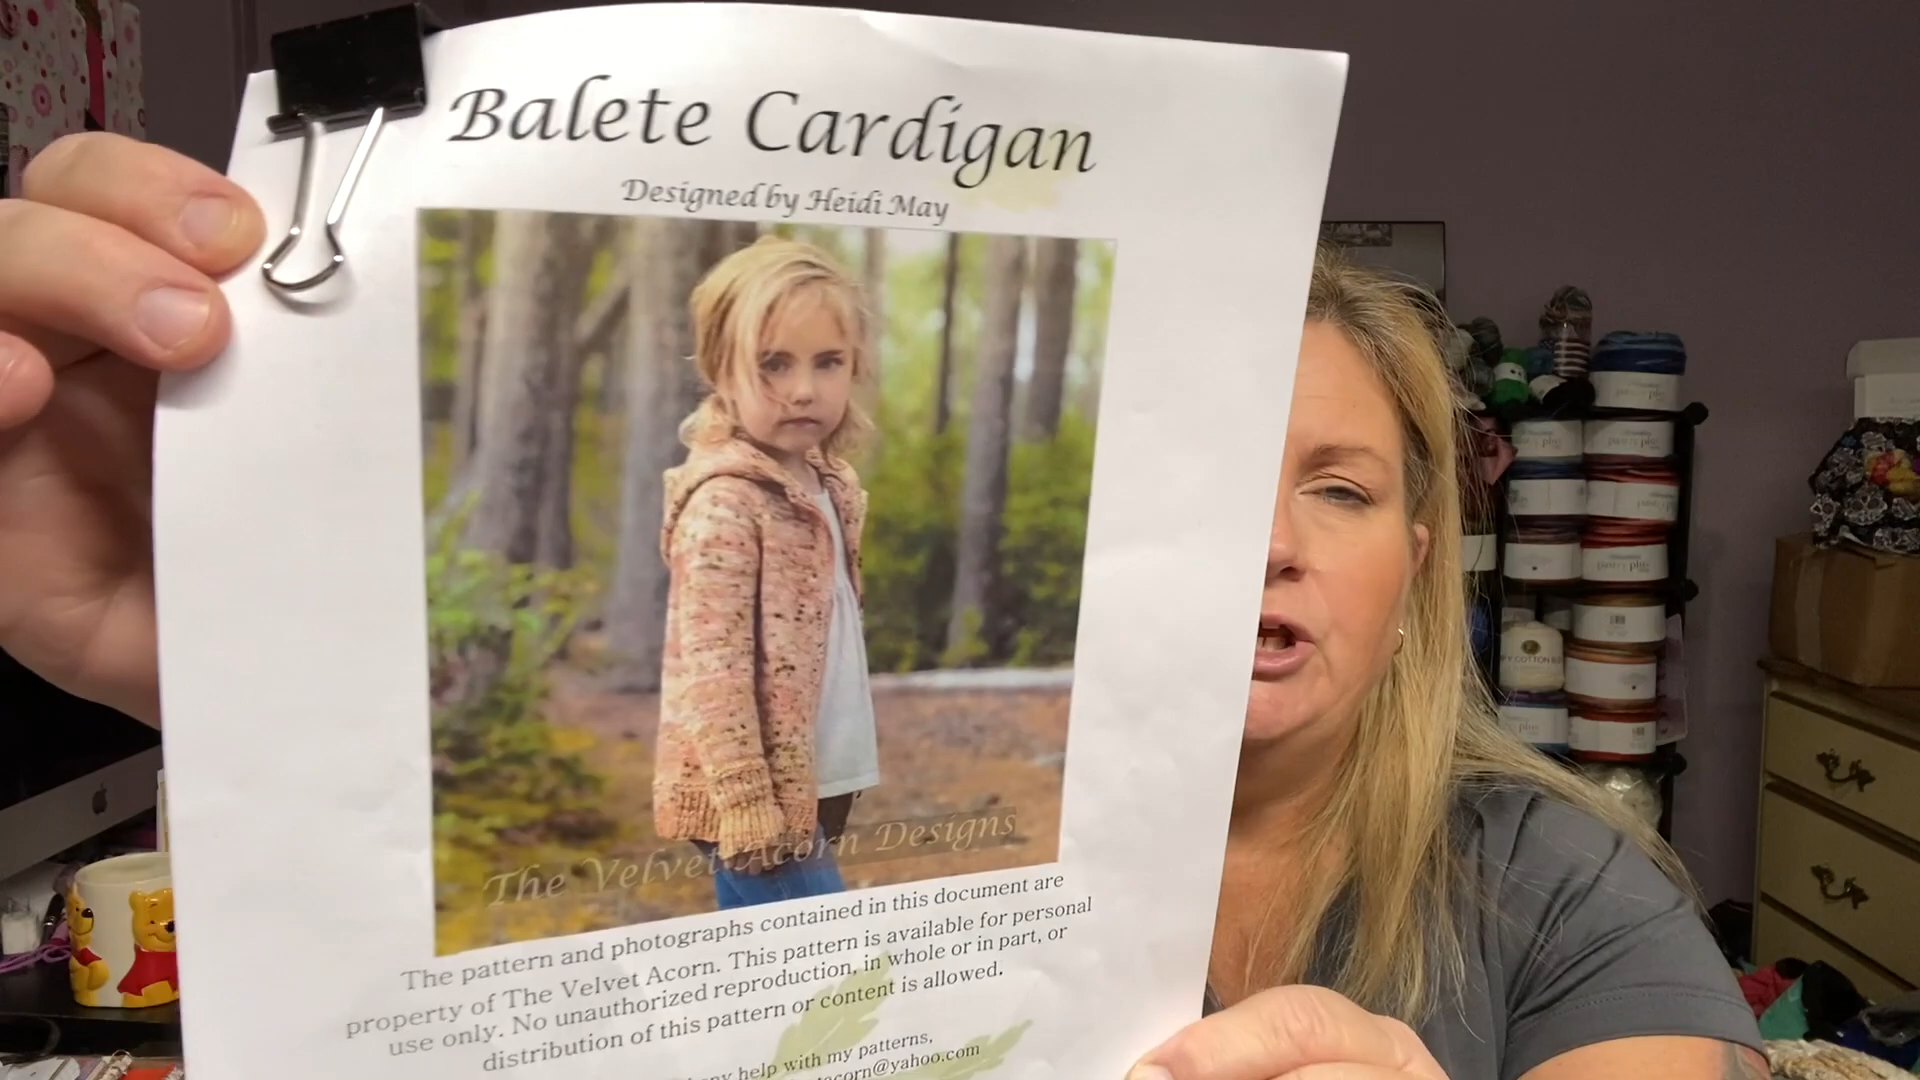 Balete Cardigan
Designed by Heidi May
The Velvet Acorn Designs
The pattern and photographs contained in this document are
property of The Velvet Acorn. This pattern is available for personal
use only. No unauthorized reproduction, in whole or in part, or
distribution of this pattern or content is allowed.
help with my patterns,
acorn@yahoo.com